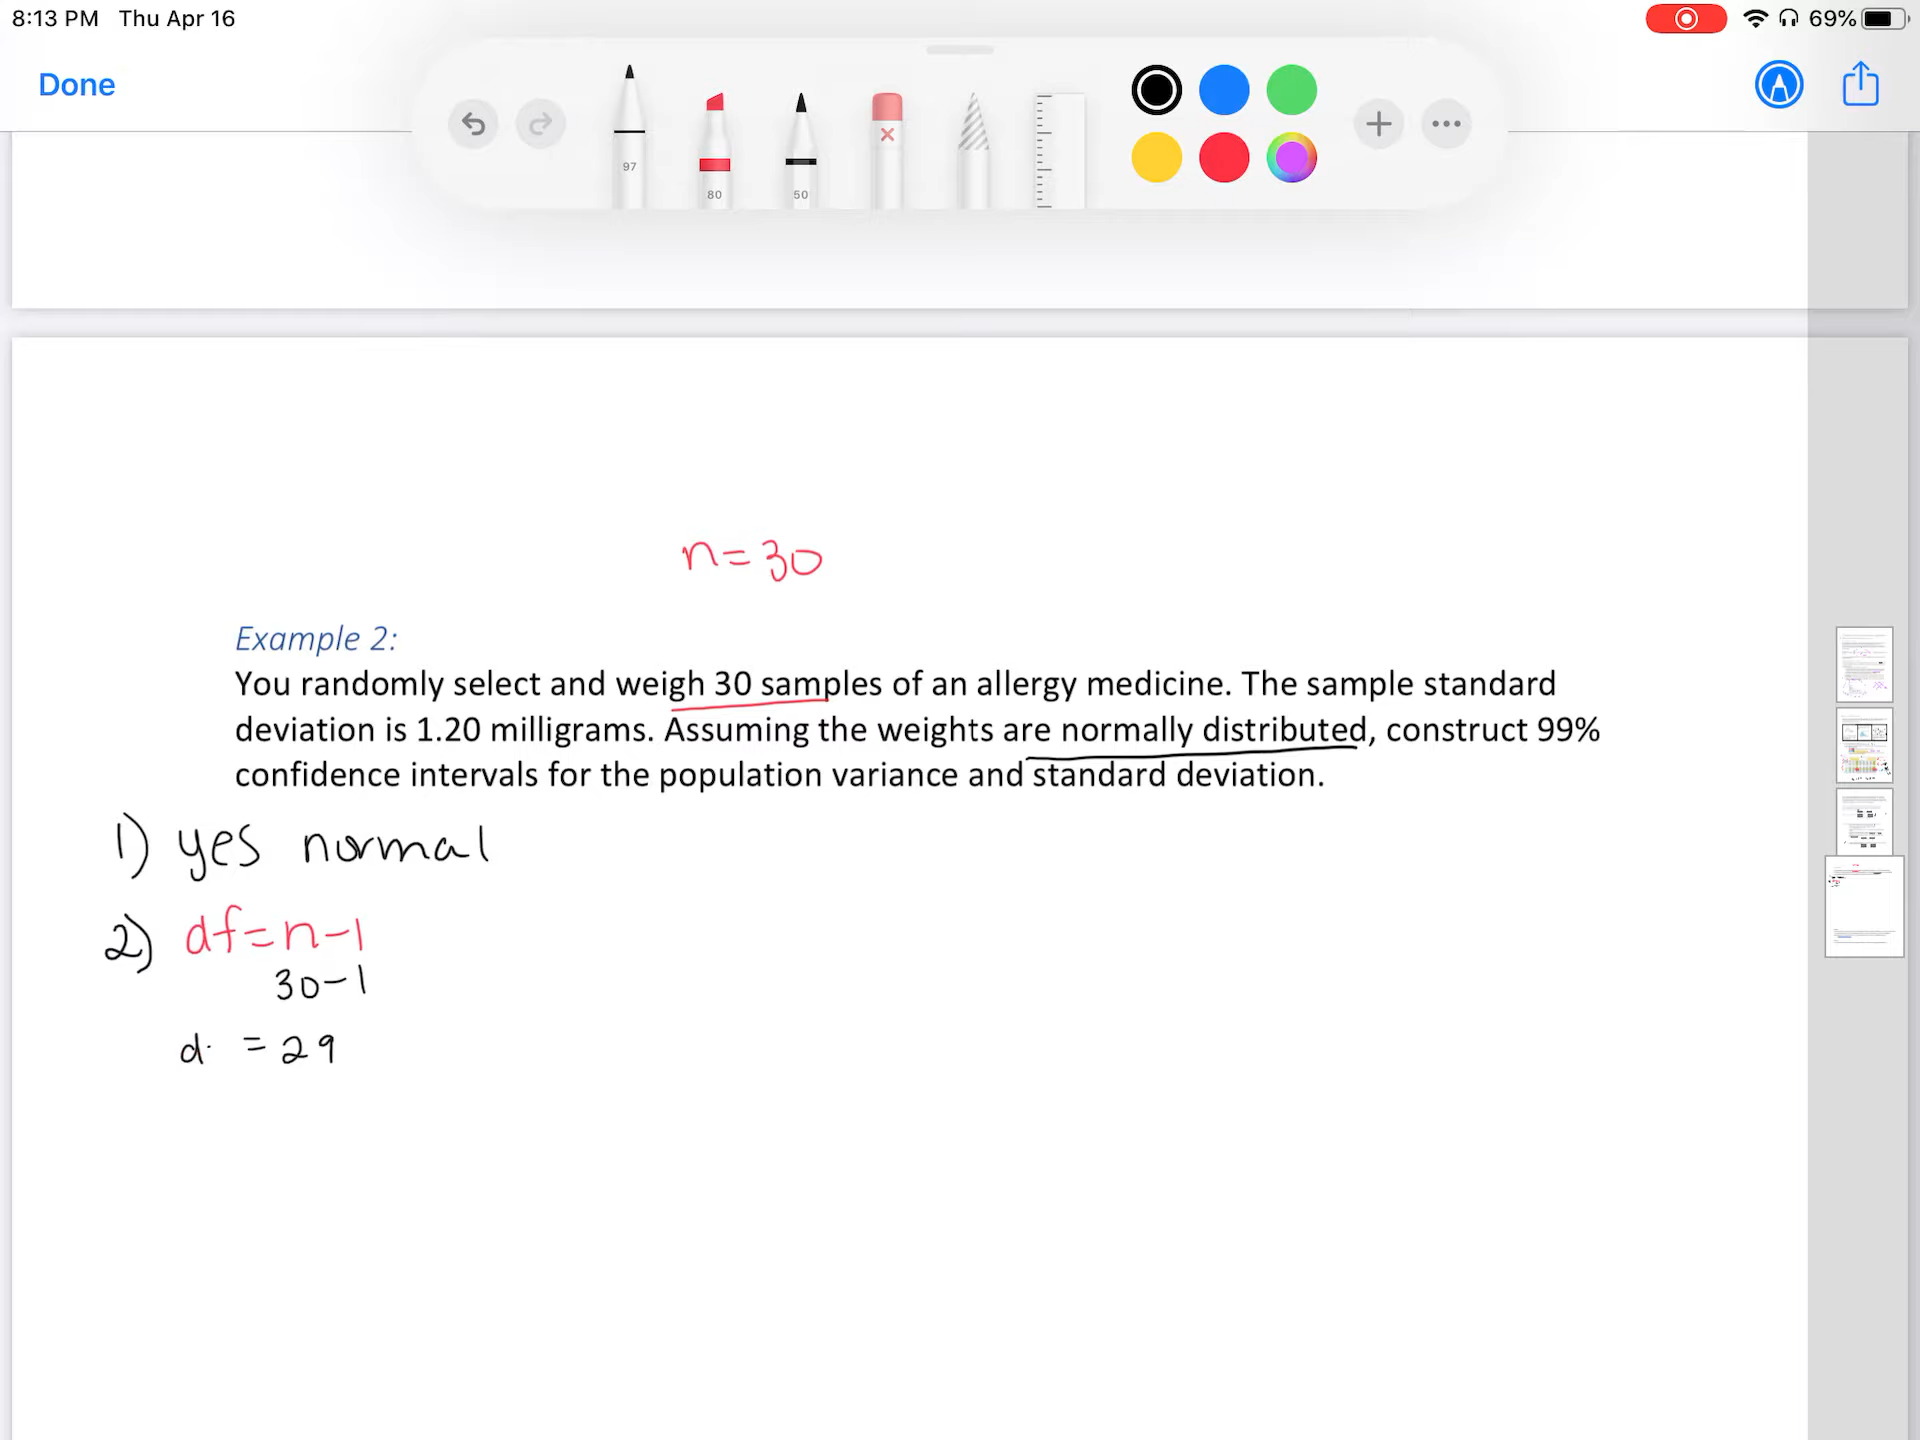 8:13 PM Thu Apr 16
69%
Done
97
80
50
n=30
Example 2:
You randomly select and weigh 30 samples of an allergy medicine. The sample standard
deviation is 1.20 milligrams. Assuming the weights are normally distributed, construct 99%
confidence intervals for the population variance and standard deviation.
1) yes normal
2) df=n-1
30-1
d = 29